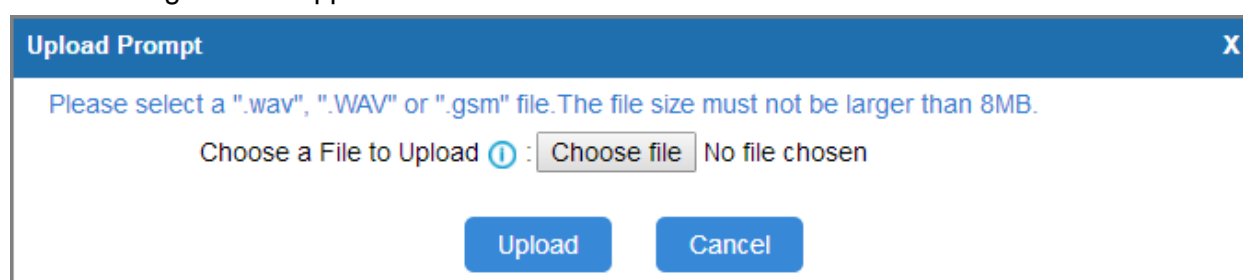 Upload Prompt X
Please select a ".wav", ".WAV" or ".gsm" file.The file size must not be larger than 8MB.
Choose a File to Upload i : Choose file No file chosen
Upload Cancel